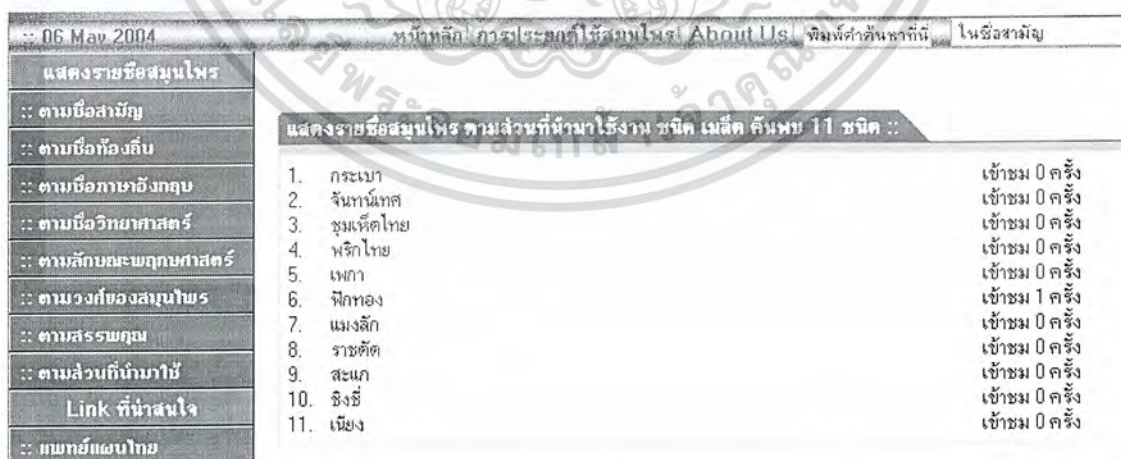 :: 06 May 2004
หน้าหลัก| การประยุกต์ใช้สมุนไพร| About Us| พิมพ์คำค้นหาที่นี่ ในชื่อสามัญ
แสดงรายชื่อสมุนไพร
:: ตามชื่อสามัญ
:: ตามชื่อท้องถิ่น
:: ตามชื่อภาษาอังกฤษ
:: ตามชื่อวิทยาศาสตร์
:: ตามลักษณะพฤกษศาสตร์
:: ตามวงศ์ของสมุนไพร
:: ตามสรรพคุณ
:: ตามส่วนที่นำมาใช้
Link ที่น่าสนใจ
:: แพทย์แผนไทย
แสดงรายชื่อสมุนไพร ตามส่วนที่นำมาใช้งาน ชนิด เมล็ด ค้นพบ 11 ชนิด ::
1. กระเบา เข้าชม 0 ครั้ง
2. จันทน์เทศ เข้าชม 0 ครั้ง
3. ชุมเห็ดไทย เข้าชม 0 ครั้ง
4. พริกไทย เข้าชม 0 ครั้ง
5. เพกา เข้าชม 0 ครั้ง
6. ฟักทอง เข้าชม 1 ครั้ง
7. แมงลัก เข้าชม 0 ครั้ง
8. ราชดัด เข้าชม 0 ครั้ง
9. สะแก เข้าชม 0 ครั้ง
10. ชิงชี่ เข้าชม 0 ครั้ง
11. เนียง เข้าชม 0 ครั้ง